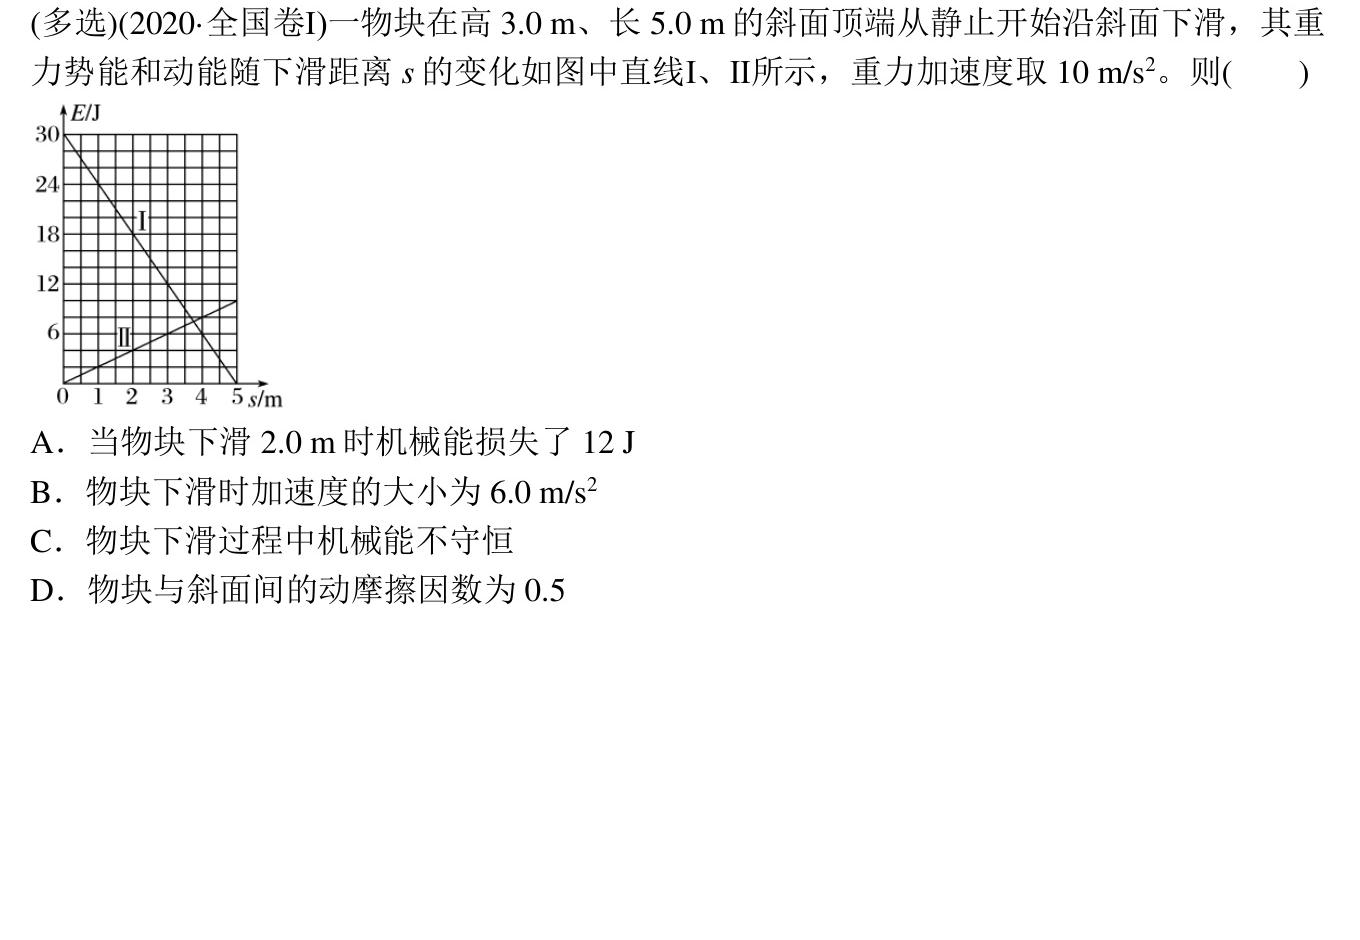 (多选)(2020·全国卷Ⅰ)一物块在高 3.0 m、长 5.0 m 的斜面顶端从静止开始沿斜面下滑，其重
力势能和动能随下滑距离 s 的变化如图中直线Ⅰ、Ⅱ所示，重力加速度取 10 m/s²。则(　　)
E/J
30
24
Ⅰ
18
12
6
Ⅱ
0 1 2 3 4 5 s/m
A．当物块下滑 2.0 m 时机械能损失了 12 J
B．物块下滑时加速度的大小为 6.0 m/s²
C．物块下滑过程中机械能不守恒
D．物块与斜面间的动摩擦因数为 0.5